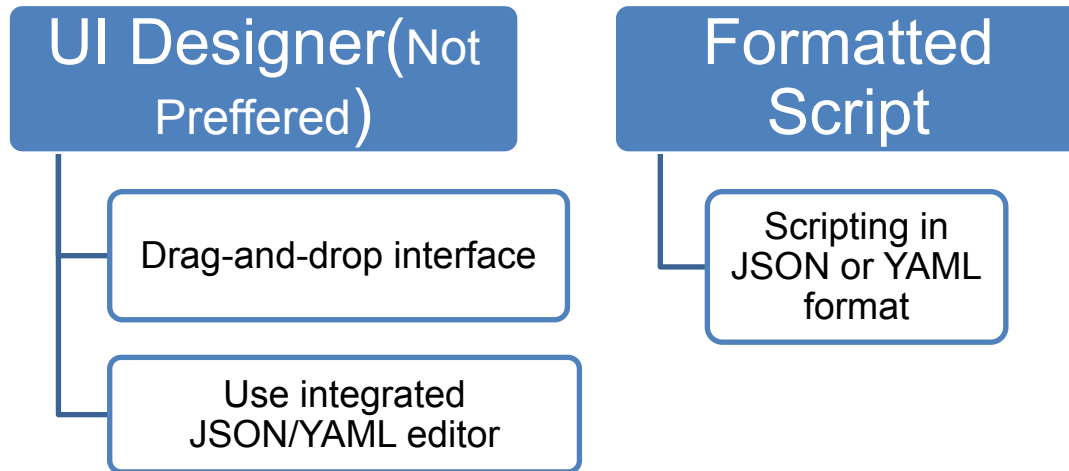 UI Designer(Not
Preffered)
Drag-and-drop interface
Use integrated
JSON/YAML editor
Formatted
Script
Scripting in
JSON or YAML
format